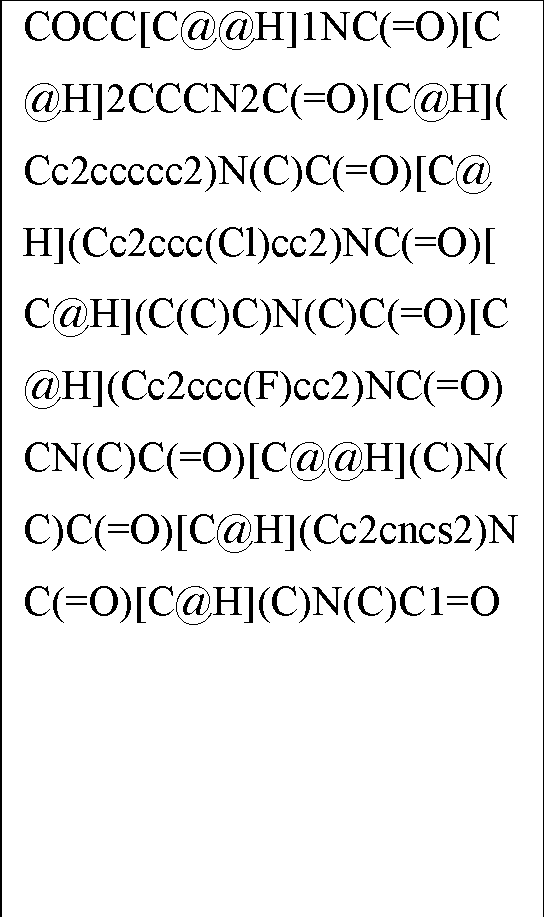 COCC[C@@H]1NC(=O)[C
@H]2CCCN2C(=O)[C@H](
Cc2ccccc2)N(C)C(=O)[C@
H](Cc2ccc(Cl)cc2)NC(=O)[
C@H](C(C)C)N(C)C(=O)[C
@H](Cc2ccc(F)cc2)NC(=O)
CN(C)C(=O)[C@@H](C)N(
C)C(=O)[C@H](Cc2cncs2)N
C(=O)[C@H](C)N(C)C1=O